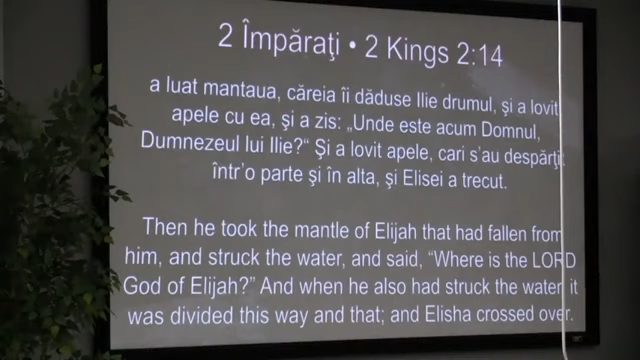 2 Împăraţi • 2 Kings 2:14
a luat mantaua, căreia îi dăduse Ilie drumul, şi a lovit
apele cu ea, şi a zis: „Unde este acum Domnul,
Dumnezeul lui Ilie?“ Şi a lovit apele, cari s’au despărţit
într’o parte şi în alta, şi Elisei a trecut.
Then he took the mantle of Elijah that had fallen from
him, and struck the water, and said, “Where is the LORD
God of Elijah?” And when he also had struck the water, it
was divided this way and that; and Elisha crossed over.